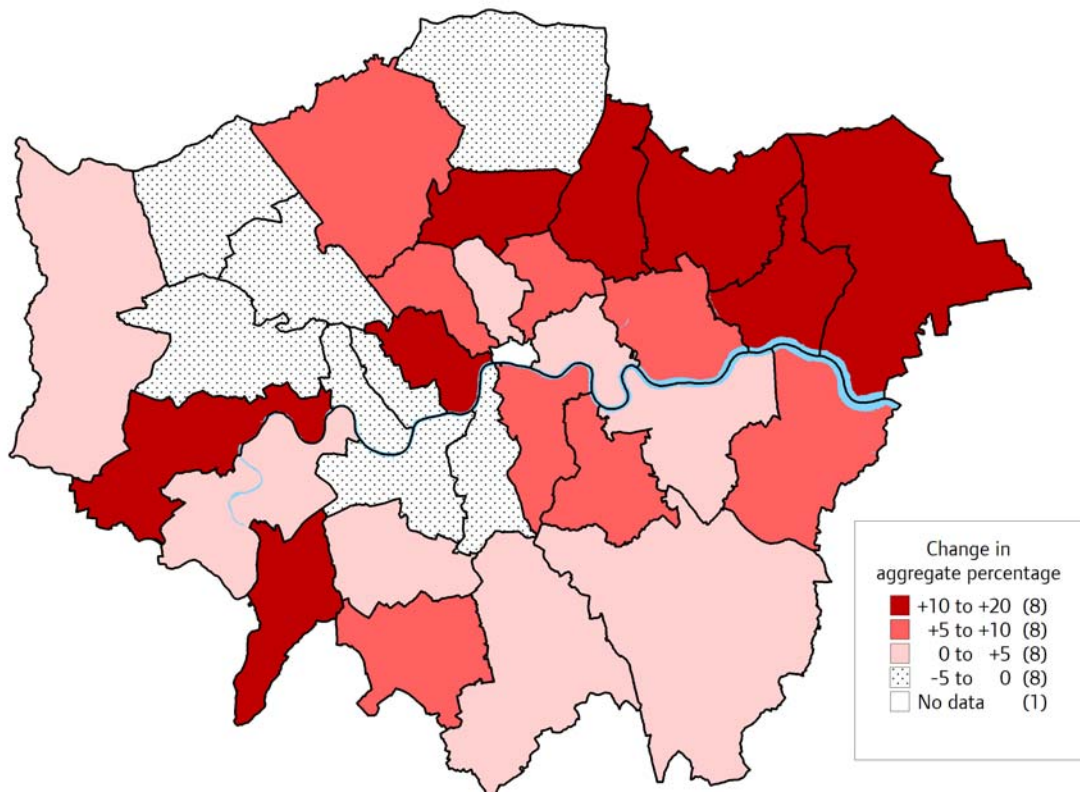 Change in
aggregate percentage
+10 to +20 (8)
+5 to +10 (8)
0 to +5 (8)
-5 to 0 (8)
No data (1)